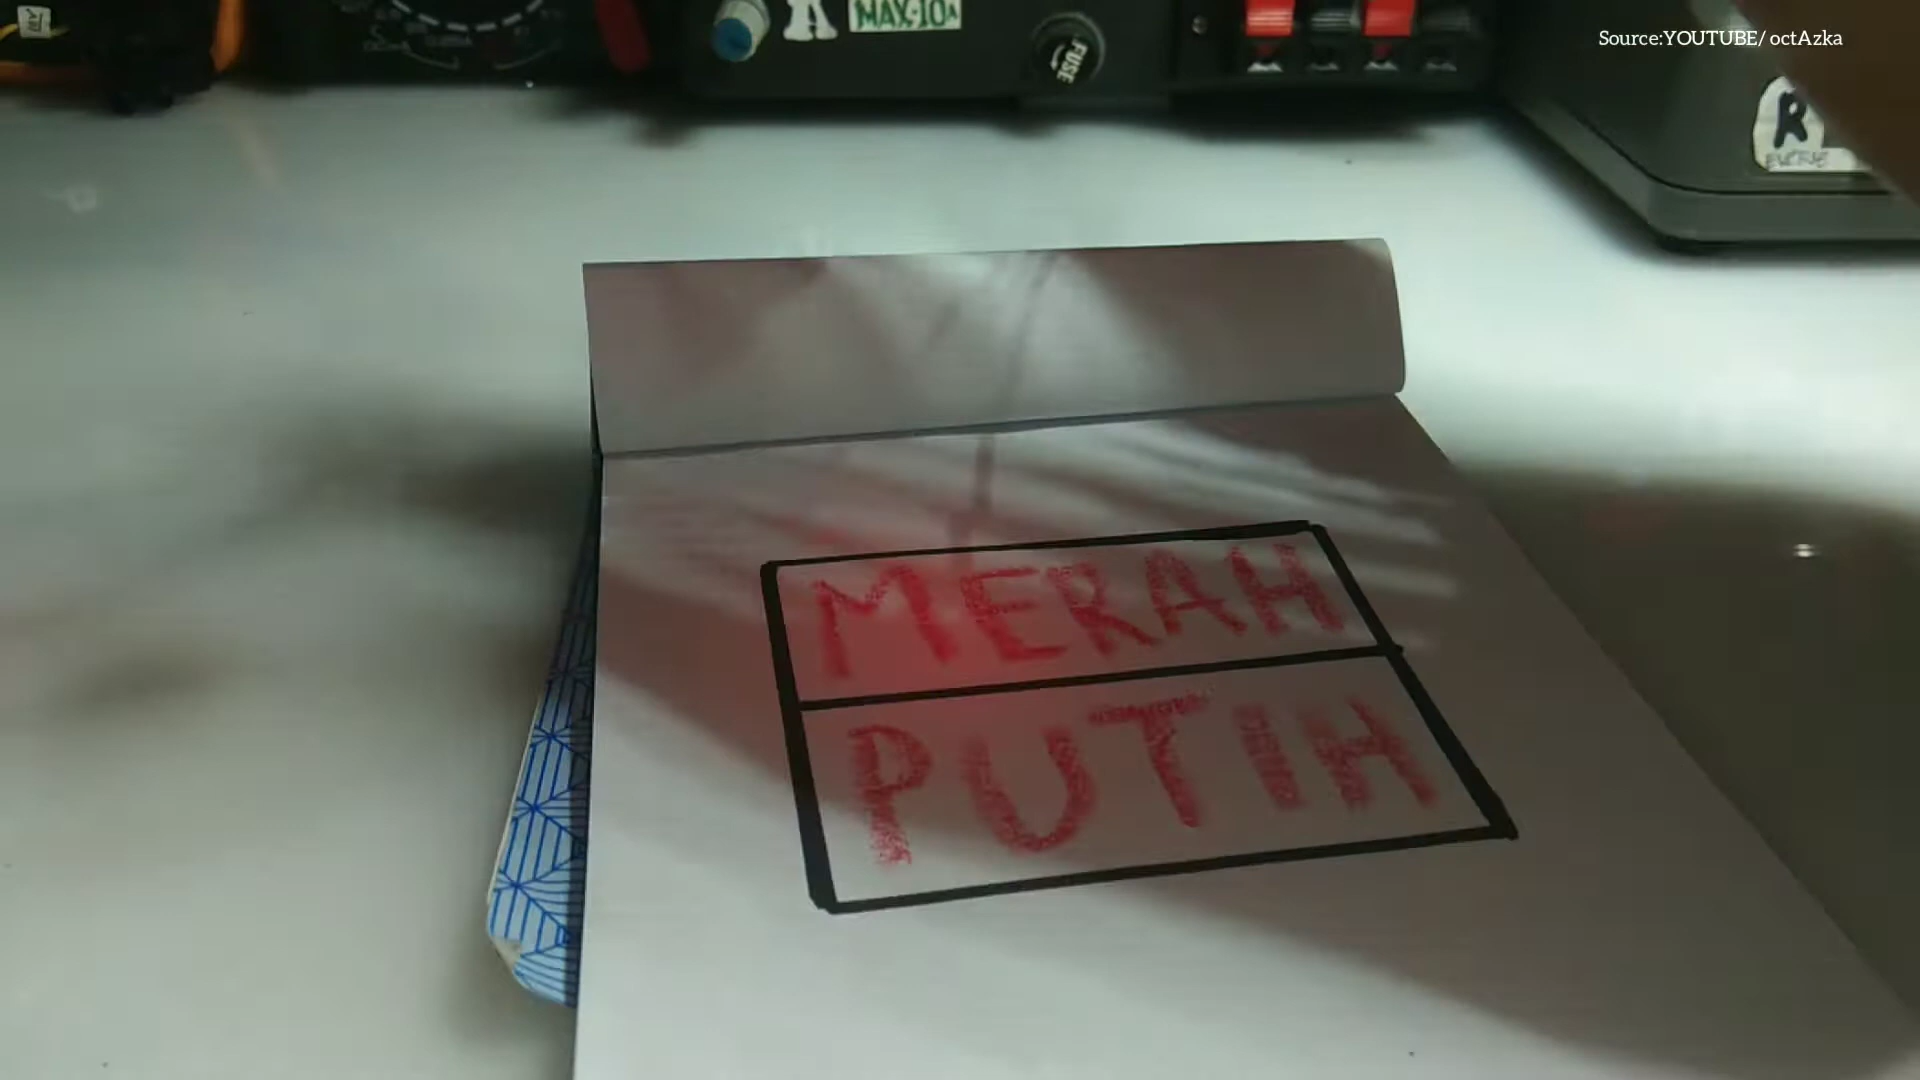 MAX-10A
Source:YOUTUBE/ octAzka
FUSE
R
MERAH
PUTIH